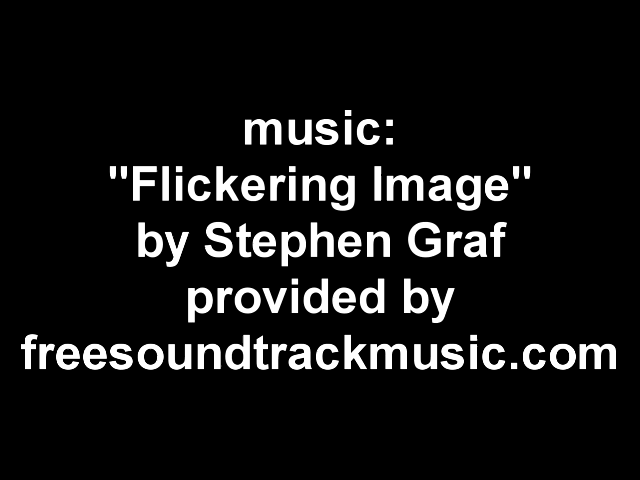 music:
"Flickering Image"
by Stephen Graf
provided by
freesoundtrackmusic.com